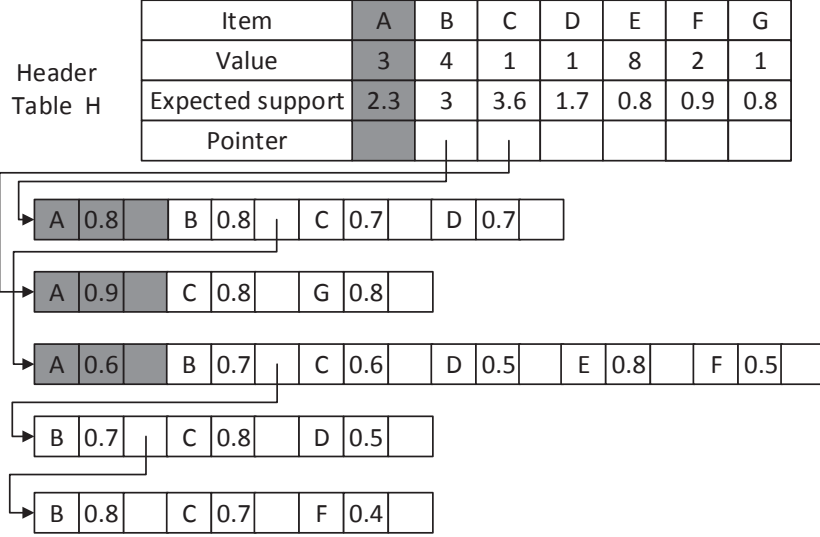 Item A B C D E F G
Header Table H
Value 3 4 1 1 8 2 1
Expected support 2.3 3 3.6 1.7 0.8 0.9 0.8
Pointer
A 0.8 B 0.8 C 0.7 D 0.7
A 0.9 C 0.8 G 0.8
A 0.6 B 0.7 C 0.6 D 0.5 E 0.8 F 0.5
B 0.7 C 0.8 D 0.5
B 0.8 C 0.7 F 0.4